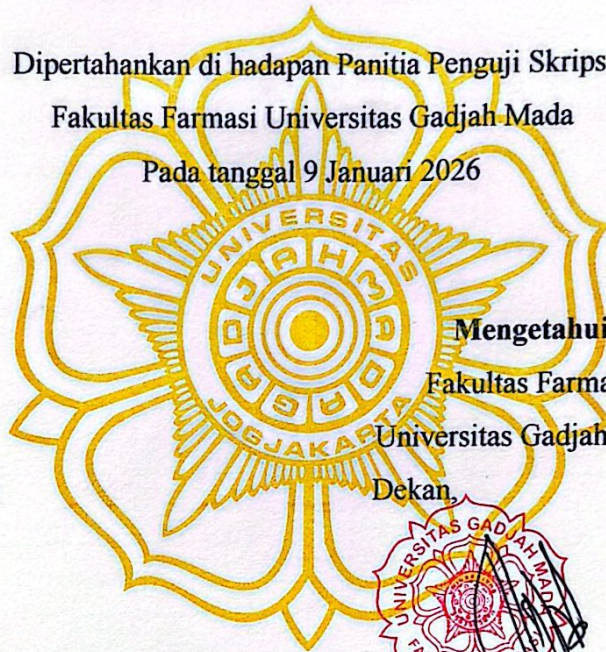 Dipertahankan di hadapan Panitia Penguji Skrips
Fakultas Farmasi Universitas Gadjah Mada
Pada tanggal 9 Januari 2026
UNIVERSITAS
GADJAH MADA
JOGJAKARTA
Mengetahui
Fakultas Farma
Universitas Gadjah
Dekan,
UNIVERSITAS GADJAH MADA